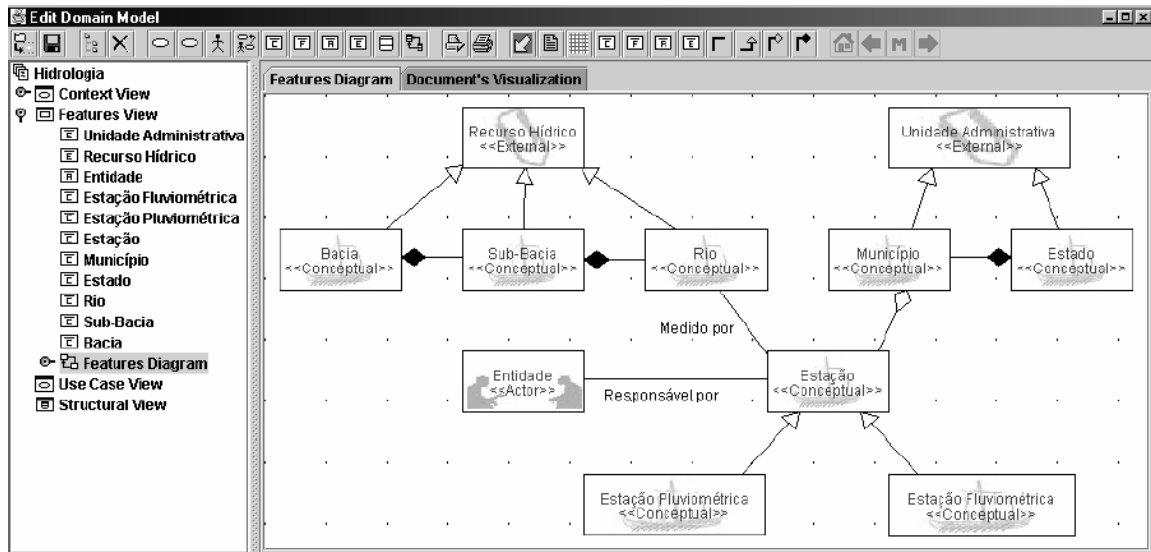 Edit Domain Model
Hidrologia
Context View
Features View
E Unidade Administrativa
E Recurso Hídrico
A Entidade
C Estação Fluviométrica
C Estação Pluviométrica
C Estação
C Município
C Estado
C Rio
C Sub-Bacia
C Bacia
Features Diagram
Use Case View
Structural View
C F A E
C F A E
M
Features Diagram Document's Visualization
Recurso Hídrico
<<External>>
Unidade Administrativa
<<External>>
Bacia
<<Conceptual>>
Sub-Bacia
<<Conceptual>>
Rio
<<Conceptual>>
Município
<<Conceptual>>
Estado
<<Conceptual>>
Medido por
Entidade
<<Actor>>
Responsável por
Estação
<<Conceptual>>
Estação Pluviométrica
<<Conceptual>>
Estação Fluviométrica
<<Conceptual>>